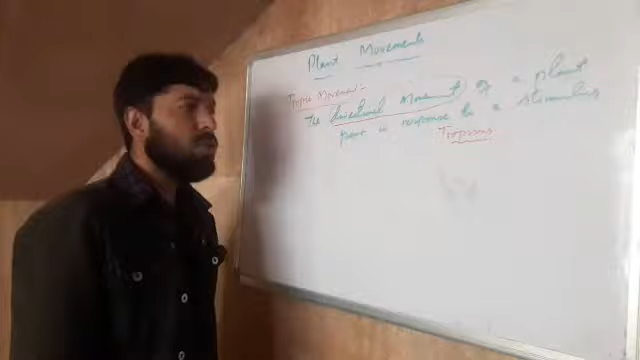 Plant Movements
Tropic Movement:-
The directional Movement of a plant
part in response to a stimulus
Tropisms